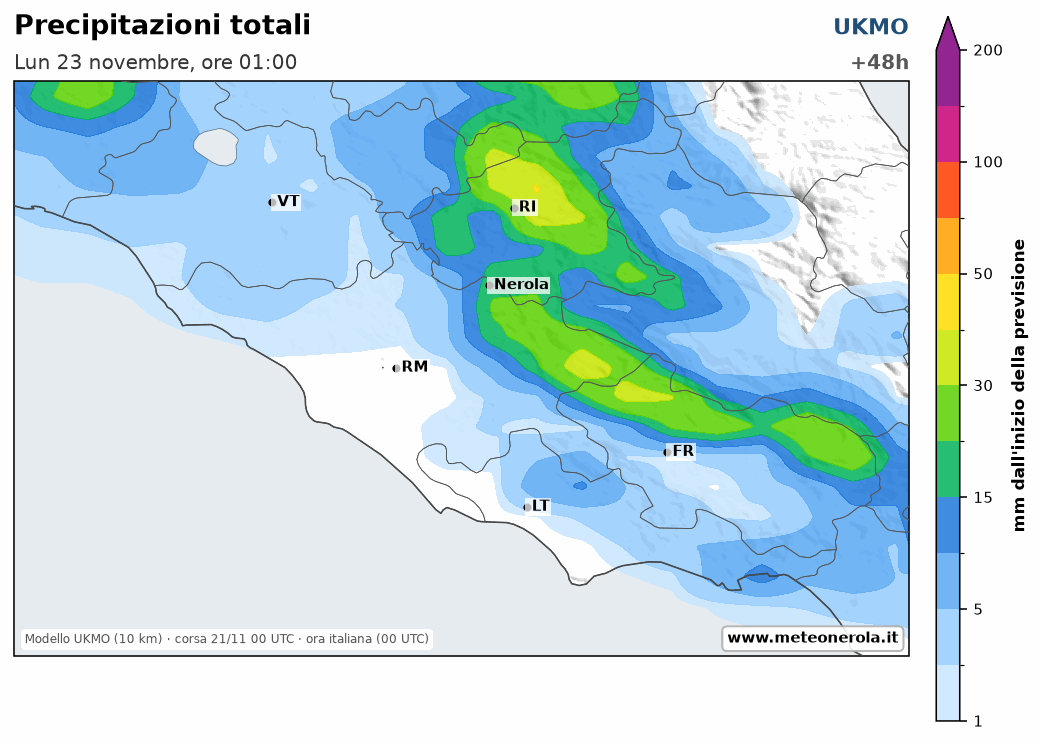 Precipitazioni totali
UKMO
Lun 23 novembre, ore 01:00
+48h
VT
RI
Nerola
RM
FR
LT
Modello UKMO (10 km) · corsa 21/11 00 UTC · ora italiana (00 UTC)
www.meteonerola.it
200
100
50
30
15
5
1
mm dall'inizio della previsione